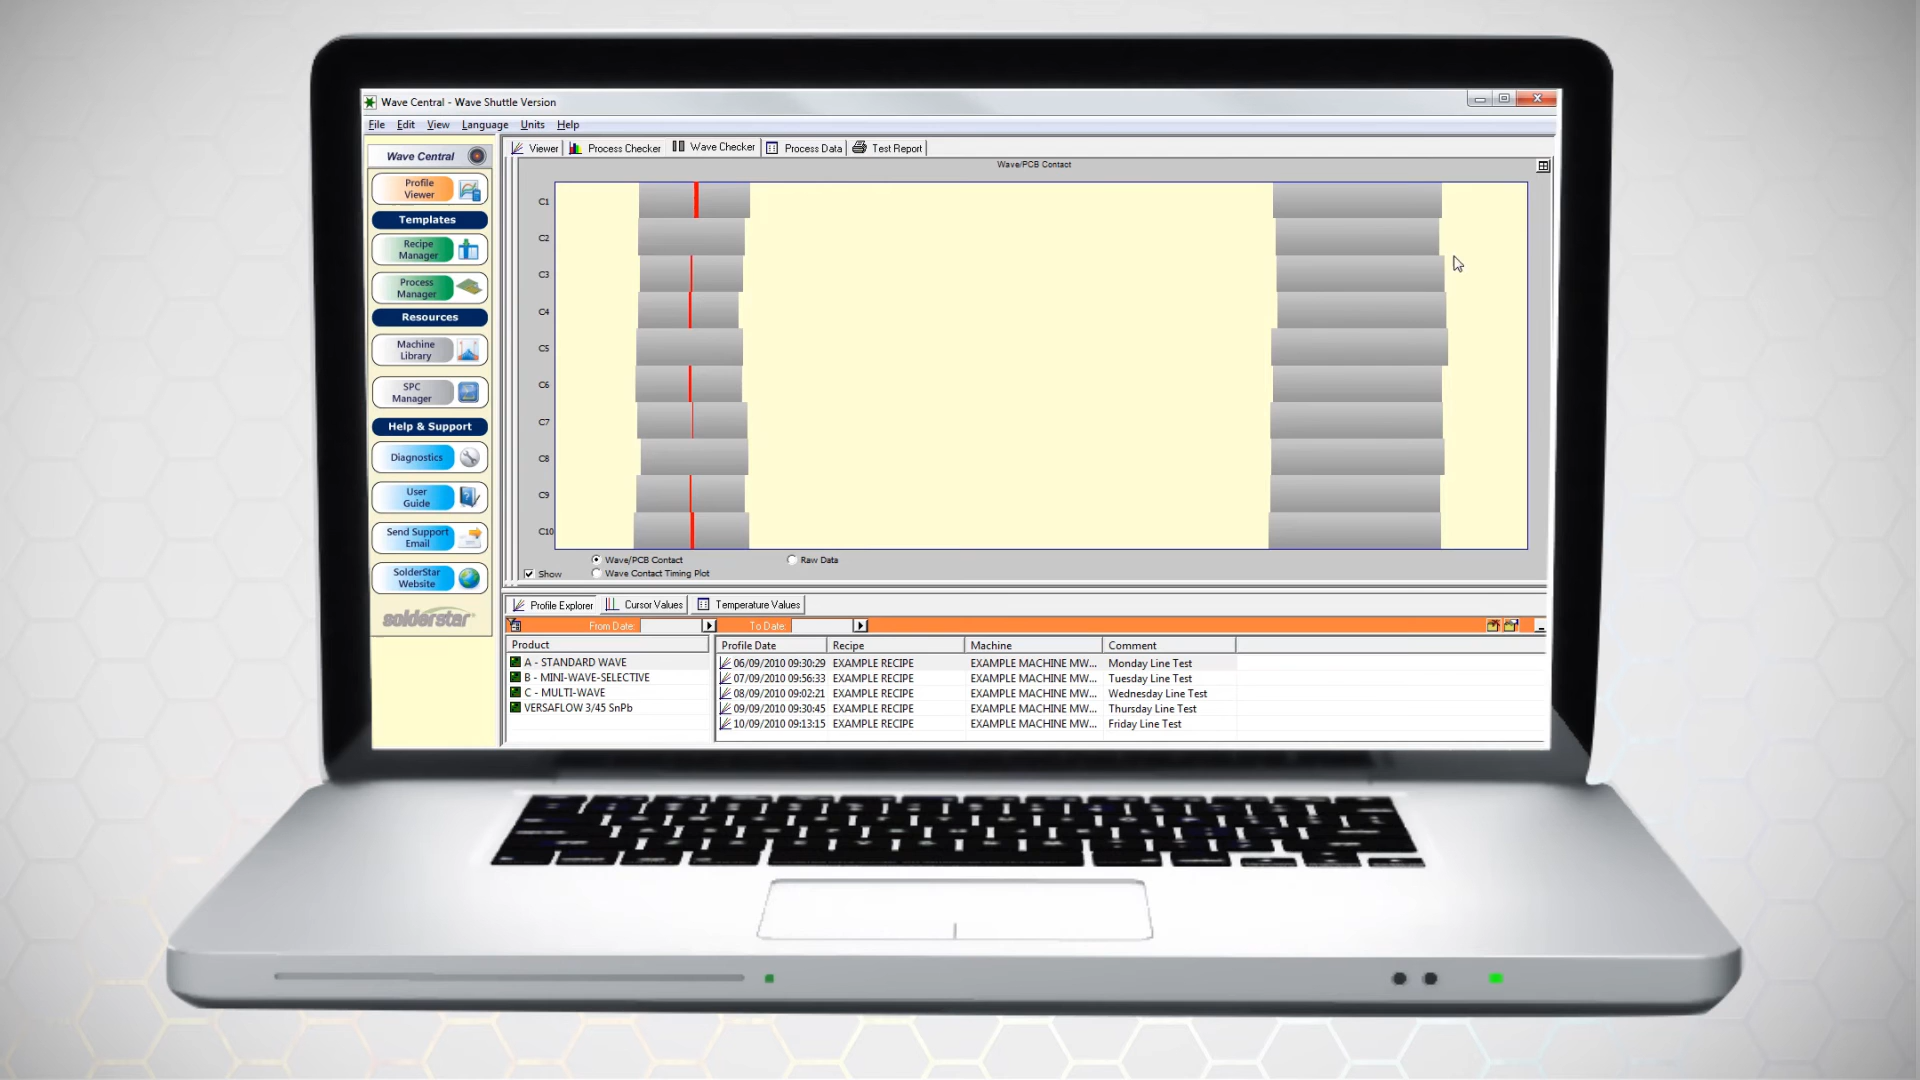 Wave Central - Wave Shuttle Version
File Edit View Language Units Help
Wave Central
Profile Viewer
Templates
Recipe Manager
Process Manager
Resources
Machine Library
SPC Manager
Help & Support
Diagnostics
User Guide
Send Support Email
SolderStar Website
solderstar
Viewer Process Checker Wave Checker Process Data Test Report
Wave/PCB Contact
C1
C2
C3
C4
C5
C6
C7
C8
C9
C10
Wave/PCB Contact Raw Data
Show Wave Contact Timing Plot
Profile Explorer Cursor Values Temperature Values
From Date: To Date:
Product
A - STANDARD WAVE
B - MINI-WAVE-SELECTIVE
C - MULTI-WAVE
VERSAFLOW 3/45 SnPb
Profile Date Recipe Machine Comment
06/09/2010 09:30:29 EXAMPLE RECIPE EXAMPLE MACHINE MW... Monday Line Test
07/09/2010 09:56:33 EXAMPLE RECIPE EXAMPLE MACHINE MW... Tuesday Line Test
08/09/2010 09:02:21 EXAMPLE RECIPE EXAMPLE MACHINE MW... Wednesday Line Test
09/09/2010 09:30:45 EXAMPLE RECIPE EXAMPLE MACHINE MW... Thursday Line Test
10/09/2010 09:13:15 EXAMPLE RECIPE EXAMPLE MACHINE MW... Friday Line Test